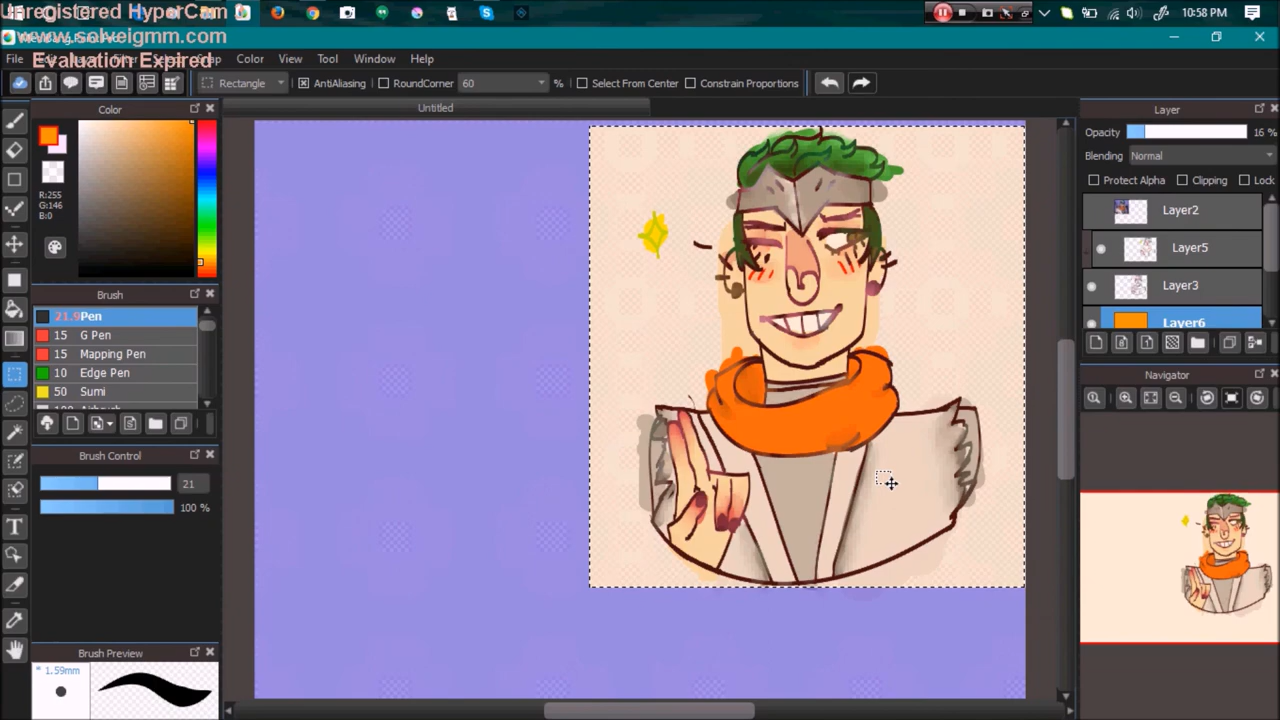 Unregistered HyperCam 2
www.solveigmm.com
Evaluation Expired
10:58 PM
File
Snap
Color
View
Tool
Window
Help
Rectangle
AntiAliasing
RoundCorner
60
%
Select From Center
Constrain Proportions
Color
Untitled
Layer
R:255
G:146
B:0
Opacity
16 %
Blending
Normal
Protect Alpha
Clipping
Lock
Layer2
Layer5
Layer3
Layer6
Brush
21.9 Pen
15 G Pen
15 Mapping Pen
10 Edge Pen
50 Sumi
Navigator
Brush Control
21
100 %
Brush Preview
* 1.59mm